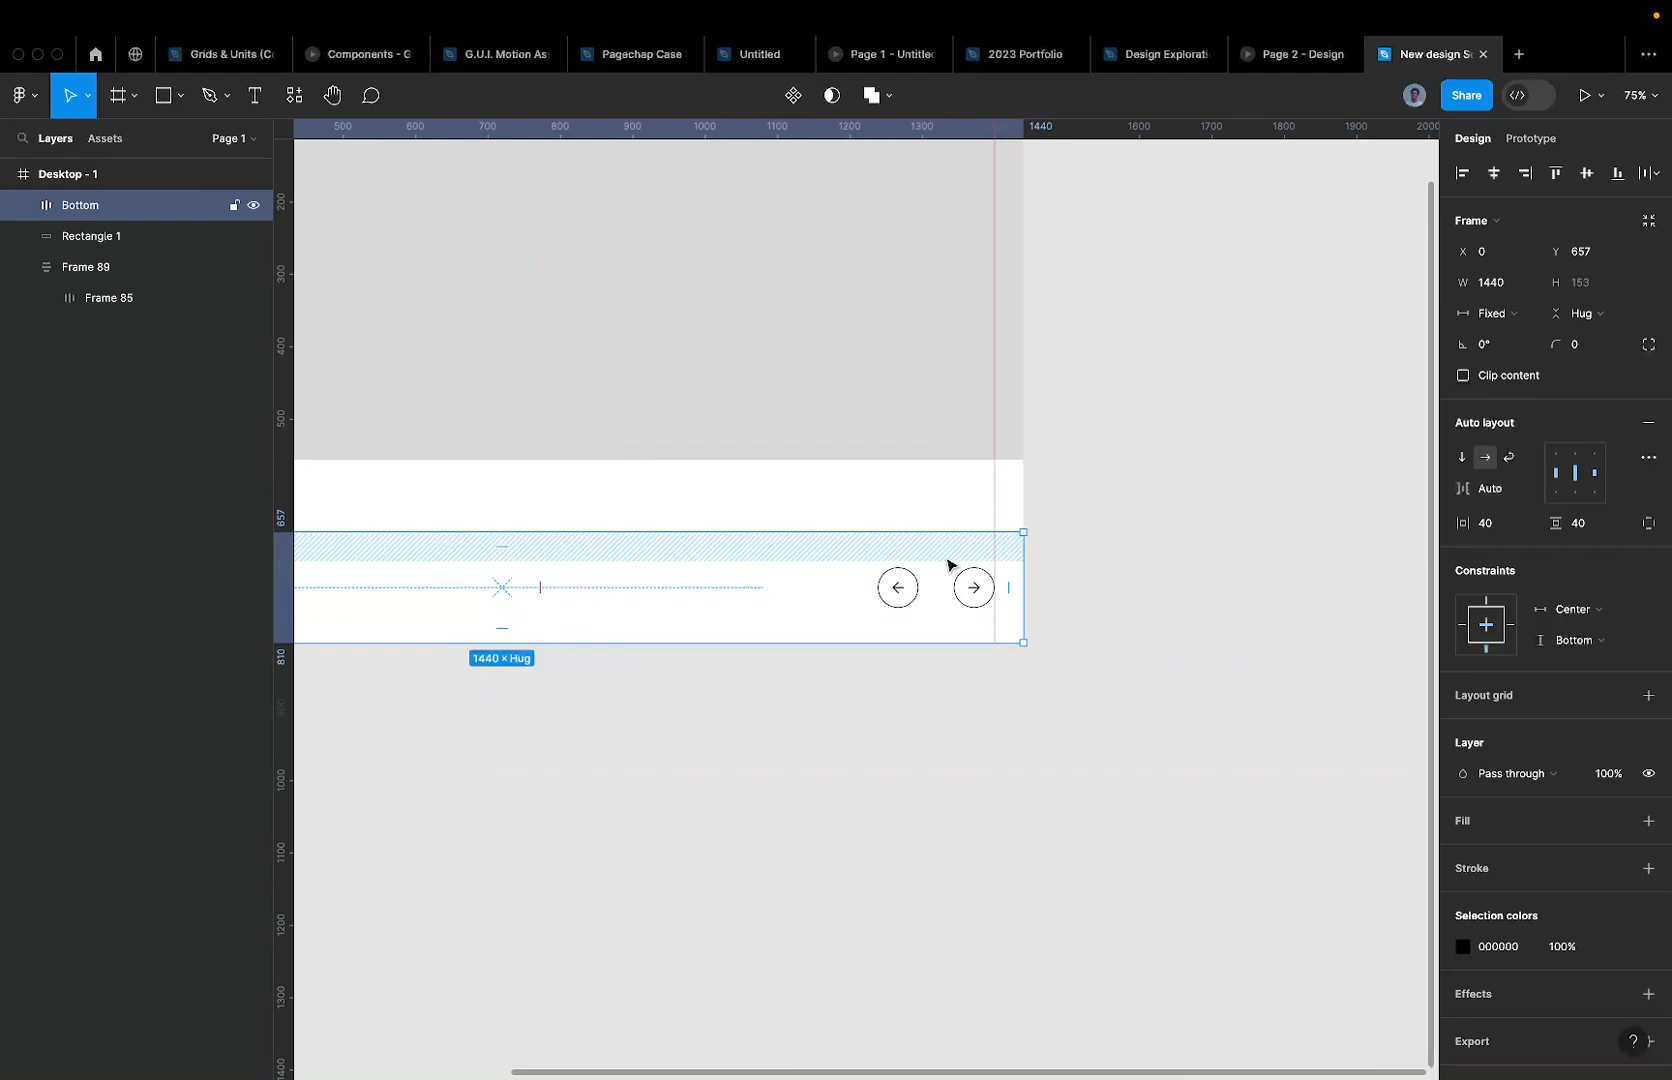 Grids & Units (Co
Components - G
G.U.I. Motion As
Pagechap Case
Untitled
Page 1 - Untitled
2023 Portfolio
Design Explorati
Page 2 - Design
New design S
Share
75%
Layers
Assets
Page 1
500
600
700
800
900
1000
1100
1200
1300
1440
1600
1700
1800
1900
2000
Design
Prototype
Desktop - 1
Bottom
Rectangle 1
Frame 89
Frame 85
200
300
400
500
657
810
900
1000
1100
1200
1300
1400
1440 × Hug
Frame
X 0
Y 657
W 1440
H 153
Fixed
Hug
0°
0
Clip content
Auto layout
Auto
40
40
Constraints
Center
Bottom
Layout grid
Layer
Pass through
100%
Fill
Stroke
Selection colors
000000
100%
Effects
Export
?